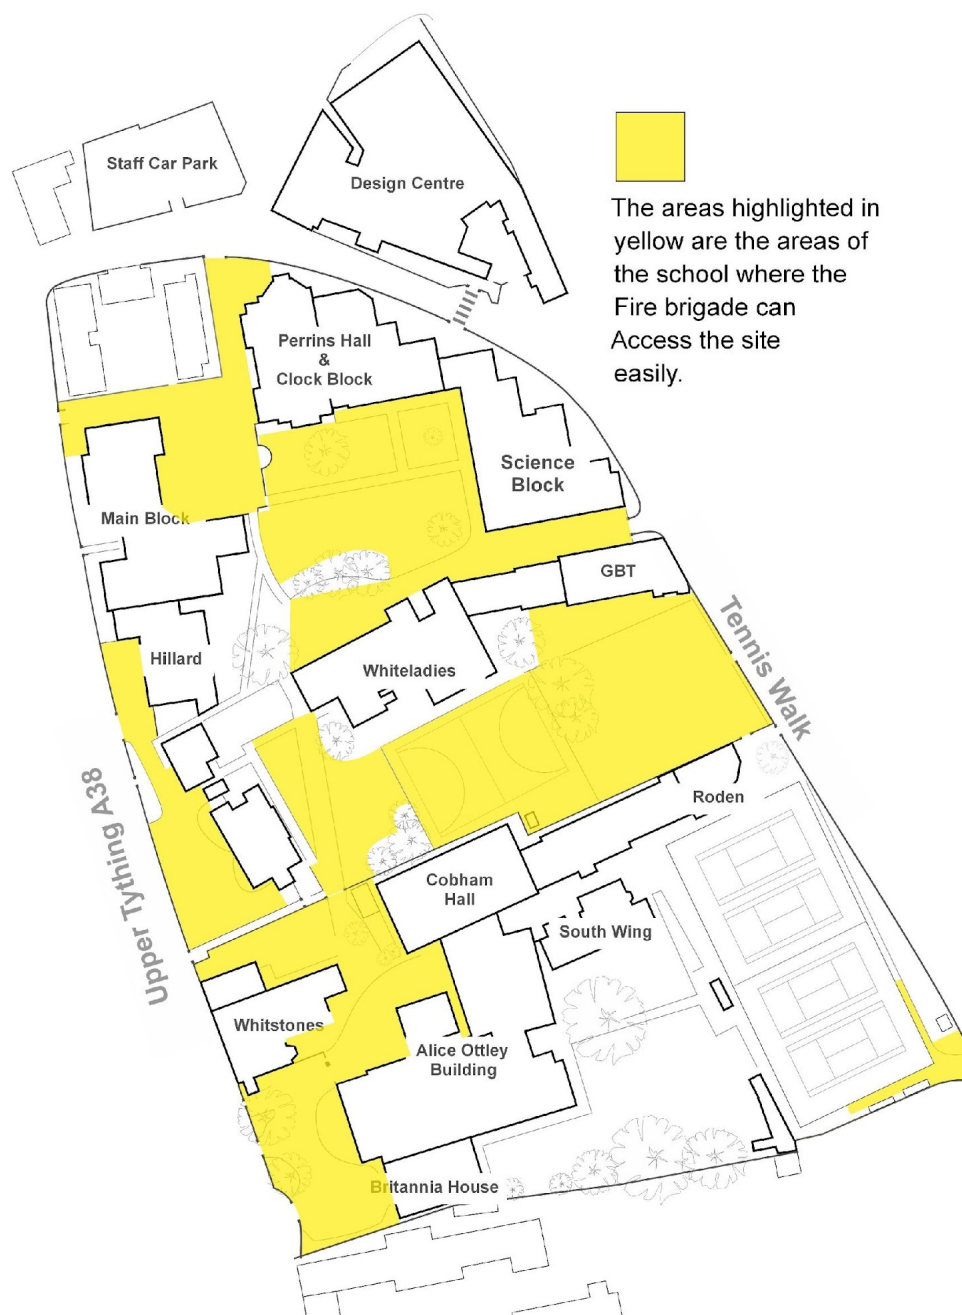 Staff Car Park
Design Centre
The areas highlighted in
yellow are the areas of
the school where the
Fire brigade can
Access the site
easily.
Perrins Hall
&
Clock Block
Science
Block
Main Block
GBT
Hillard
Whiteladies
Tennis Walk
Upper Tything A38
Roden
Cobham
Hall
South Wing
Whitstones
Alice Ottley
Building
Britannia House